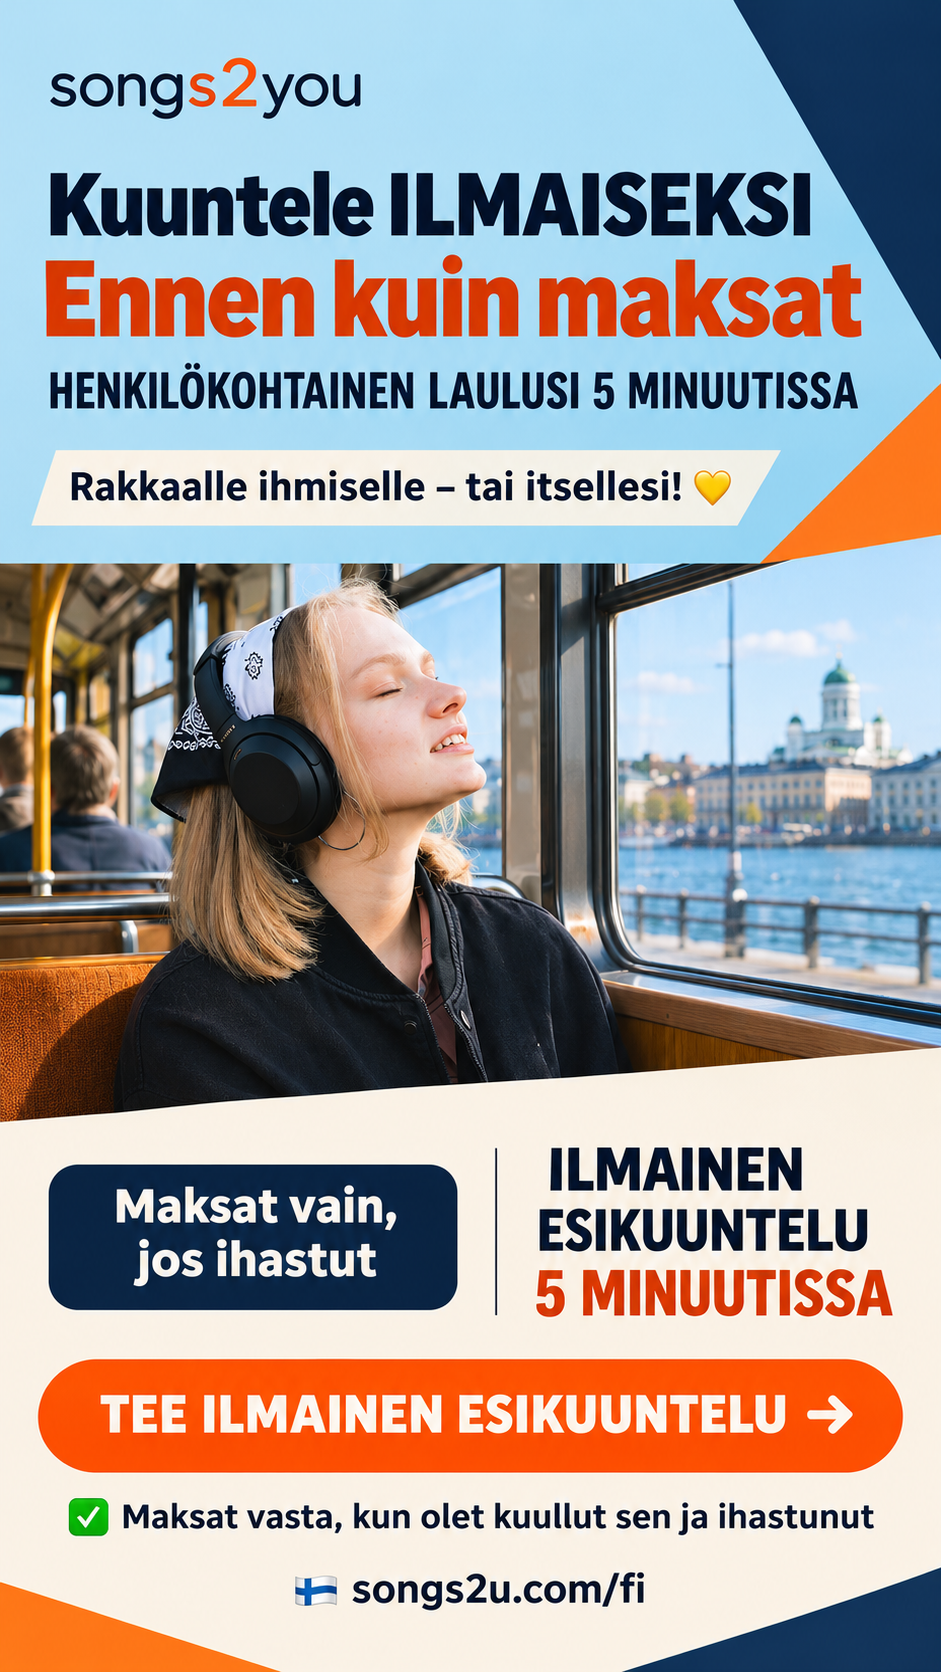 songs2you
Kuuntele ILMAISEKSI
Ennen kuin maksat
HENKILÖKOHTAINEN LAULUSI 5 MINUUTISSA
Rakkaalle ihmiselle – tai itsellesi! 💛
Maksat vain,
jos ihastut
ILMAINEN
ESIKUUNTELU
5 MINUUTISSA
TEE ILMAINEN ESIKUUNTELU →
✅ Maksat vasta, kun olet kuullut sen ja ihastunut
🇫🇮 songs2u.com/fi